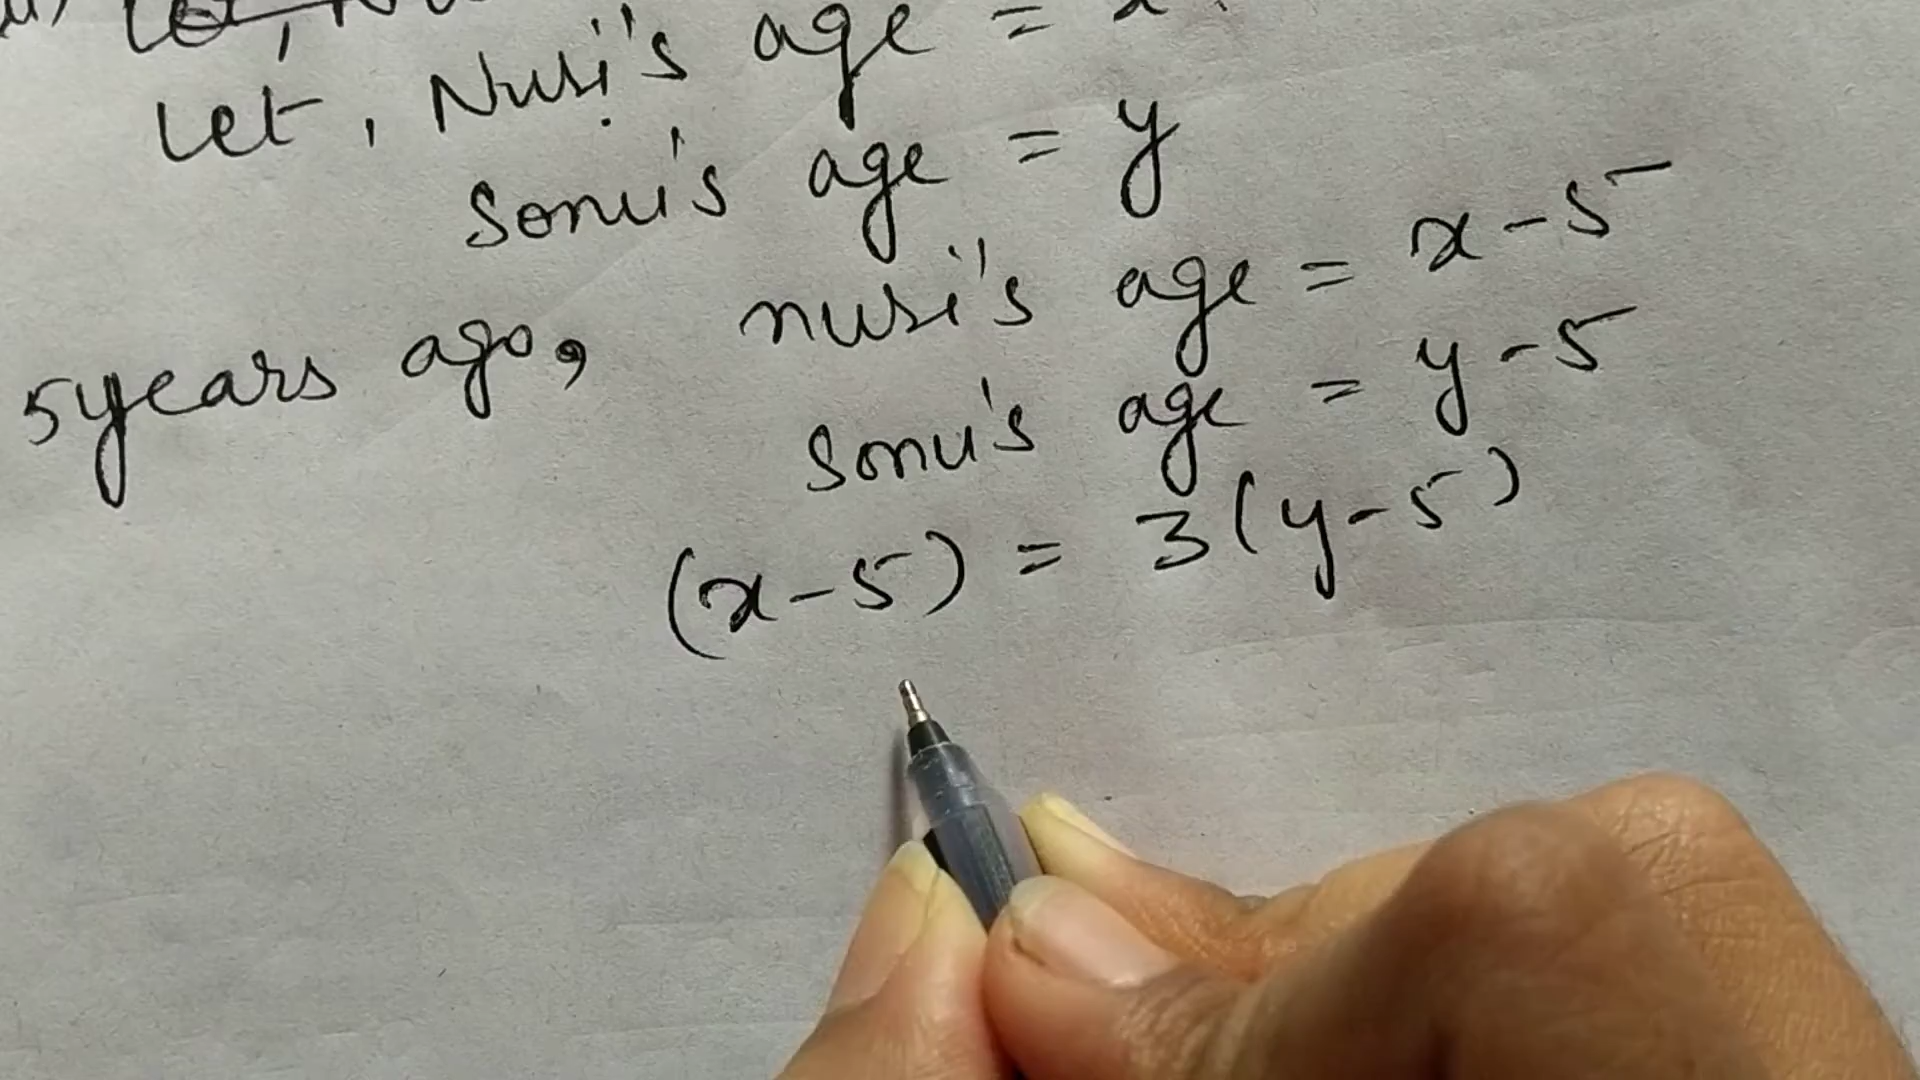 Let, Nuri's age = x.
Sonu's age = y
5years ago, nuri's age = x-5
sonu's age = y-5
(x-5) = 3(y-5)